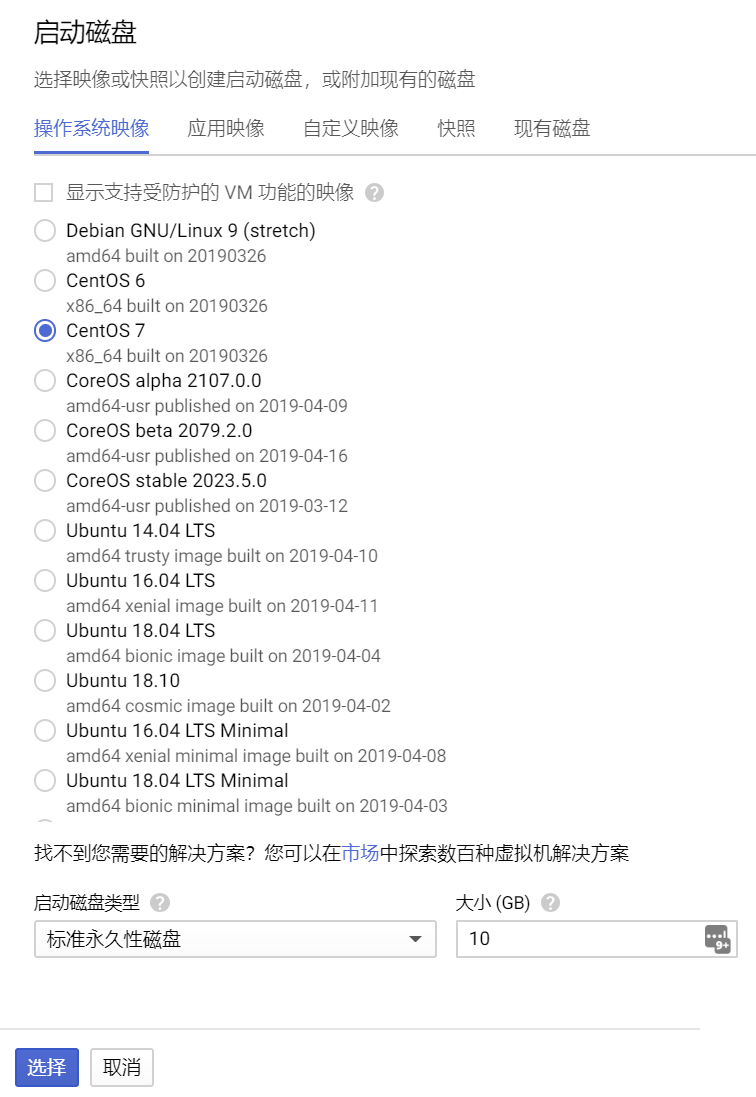 启动磁盘
选择映像或快照以创建启动磁盘，或附加现有的磁盘
操作系统映像 应用映像 自定义映像 快照 现有磁盘
显示支持受防护的 VM 功能的映像 ?
Debian GNU/Linux 9 (stretch)
amd64 built on 20190326
CentOS 6
x86_64 built on 20190326
CentOS 7
x86_64 built on 20190326
CoreOS alpha 2107.0.0
amd64-usr published on 2019-04-09
CoreOS beta 2079.2.0
amd64-usr published on 2019-04-16
CoreOS stable 2023.5.0
amd64-usr published on 2019-03-12
Ubuntu 14.04 LTS
amd64 trusty image built on 2019-04-10
Ubuntu 16.04 LTS
amd64 xenial image built on 2019-04-11
Ubuntu 18.04 LTS
amd64 bionic image built on 2019-04-04
Ubuntu 18.10
amd64 cosmic image built on 2019-04-02
Ubuntu 16.04 LTS Minimal
amd64 xenial minimal image built on 2019-04-08
Ubuntu 18.04 LTS Minimal
amd64 bionic minimal image built on 2019-04-03
找不到您需要的解决方案？您可以在市场中探索数百种虚拟机解决方案
启动磁盘类型 ? 大小 (GB) ?
标准永久性磁盘 10 9+
选择 取消